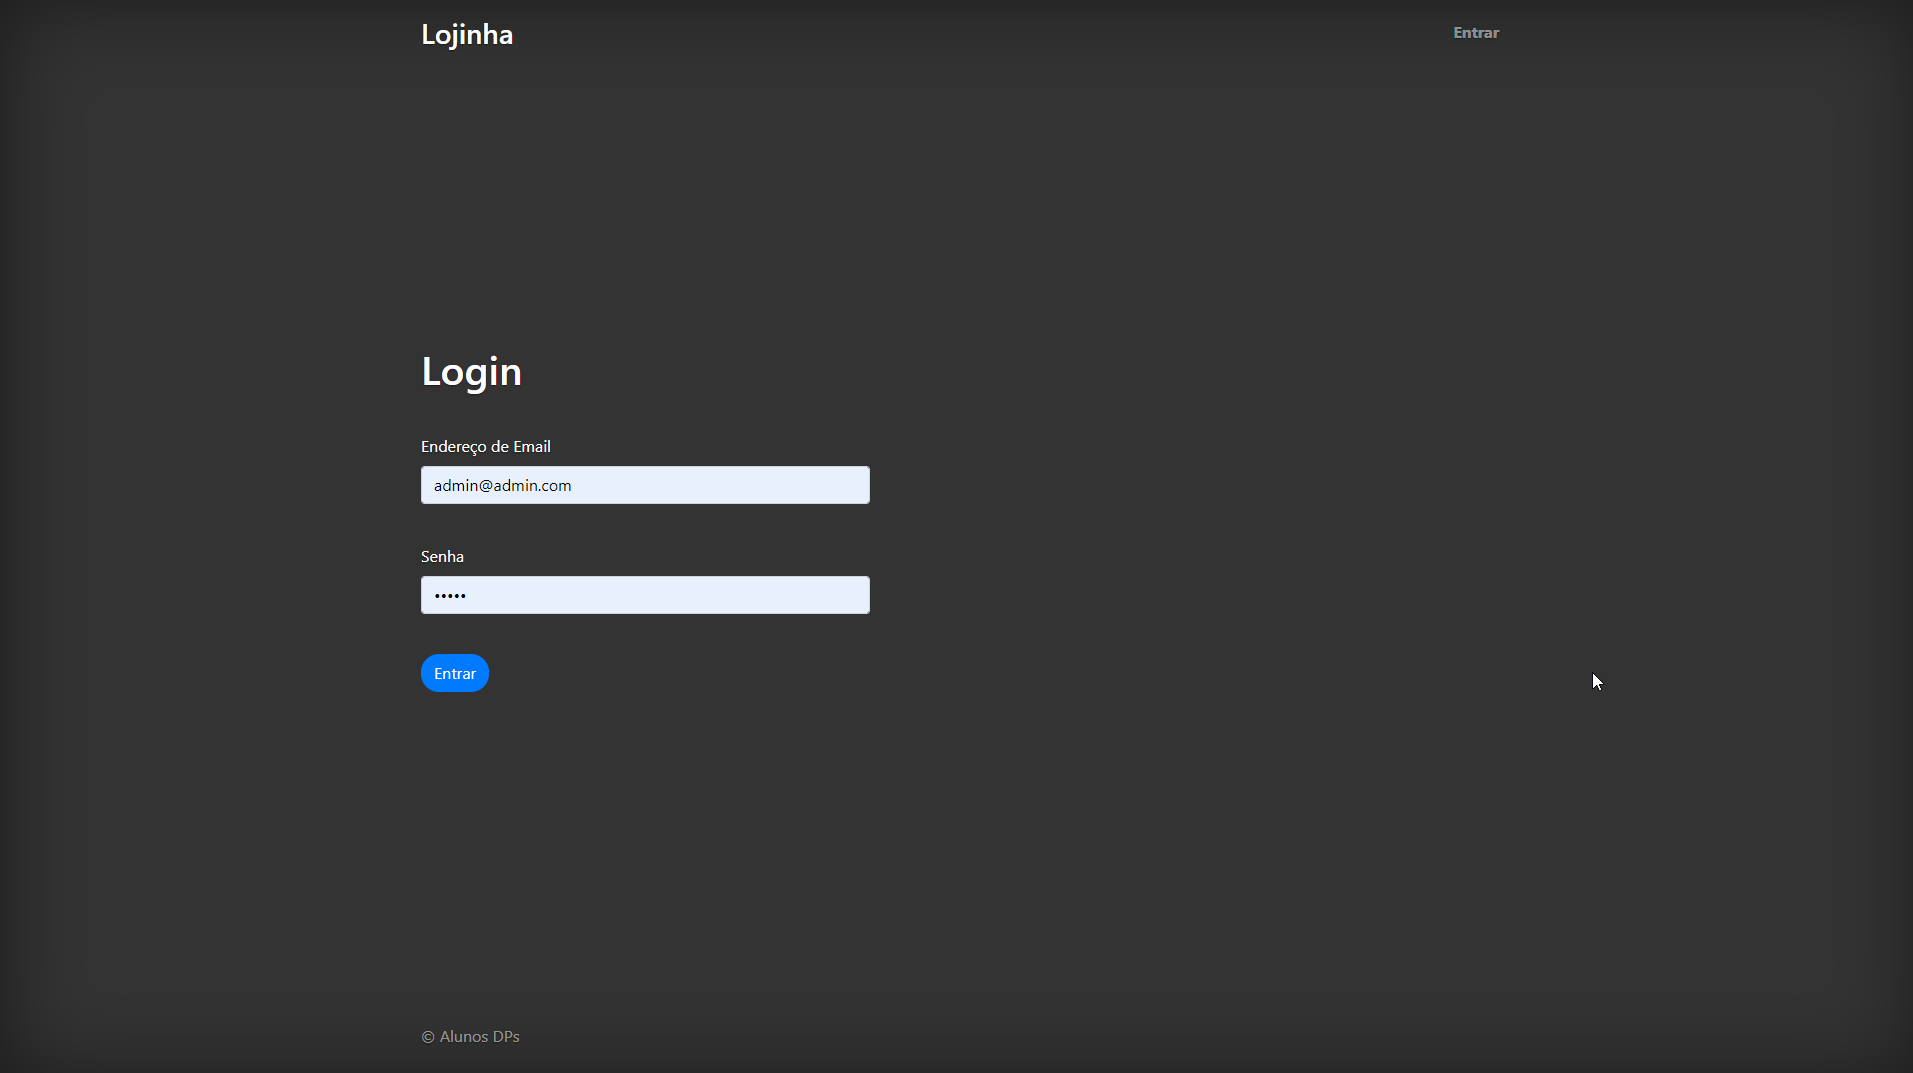 Lojinha
Entrar
Login
Endereço de Email
admin@admin.com
Senha
•••••
Entrar
© Alunos DPs